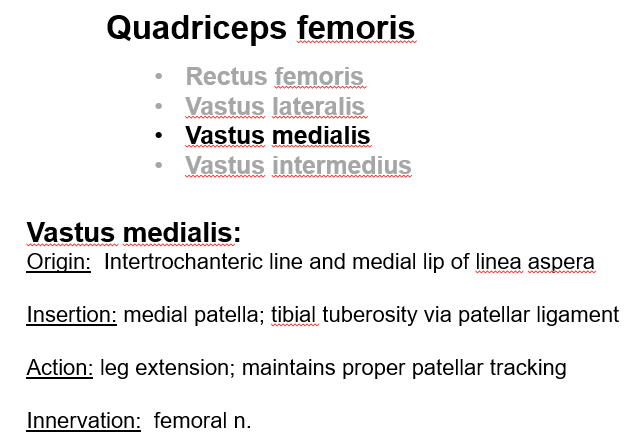 Quadriceps femoris
• Rectus femoris
• Vastus lateralis
• Vastus medialis
• Vastus intermedius
Vastus medialis:
Origin: Intertrochanteric line and medial lip of linea aspera
Insertion: medial patella; tibial tuberosity via patellar ligament
Action: leg extension; maintains proper patellar tracking
Innervation: femoral n.